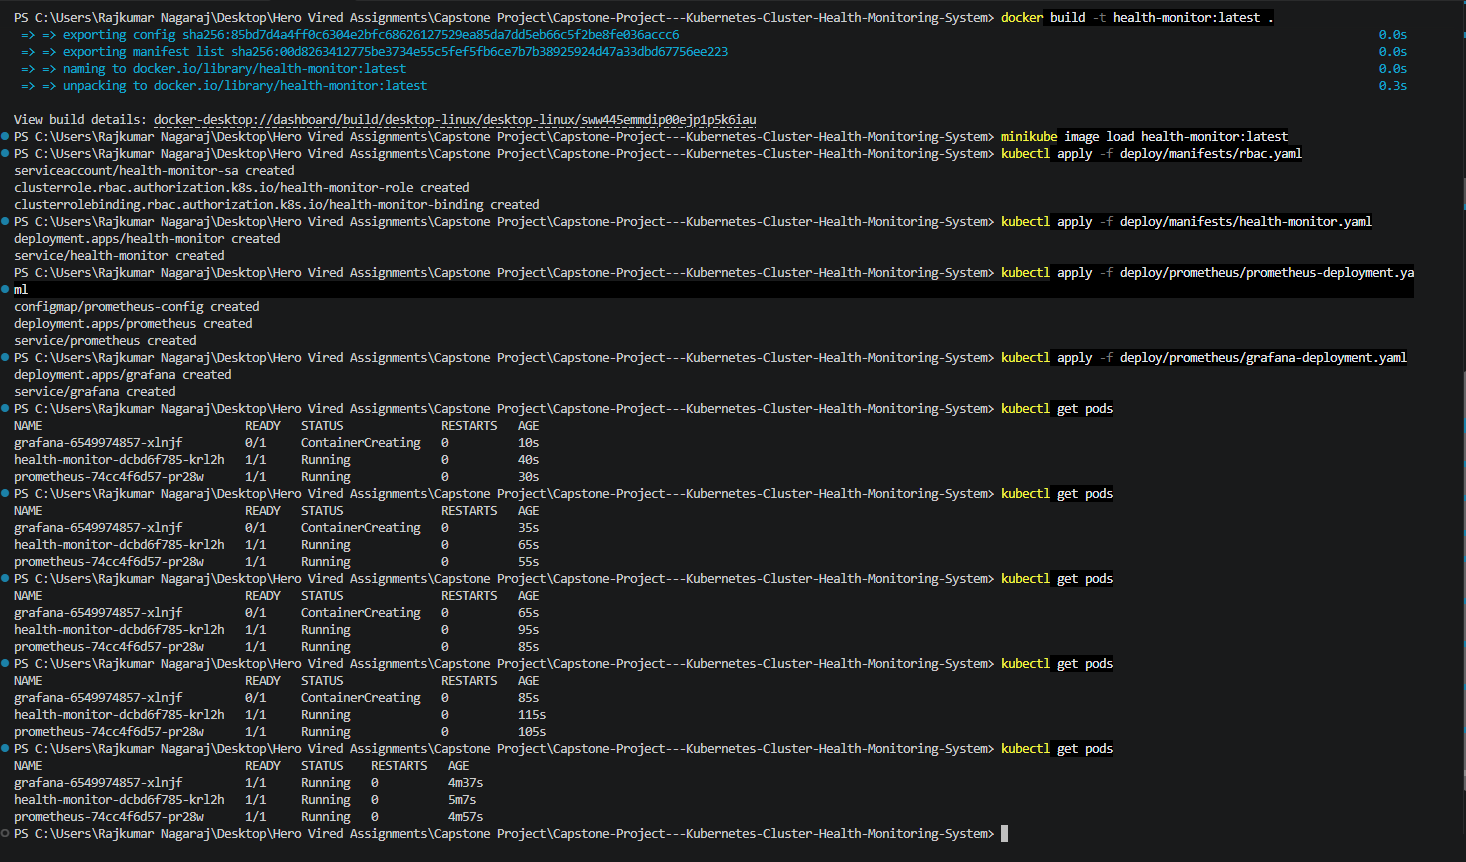 PS C:\Users\Rajkumar Nagaraj\Desktop\Hero Vired Assignments\Capstone Project\Capstone-Project---Kubernetes-Cluster-Health-Monitoring-System> docker build -t health-monitor:latest .
=> => exporting config sha256:85bd7d4a4ff0c6304e2bfc68626127529ea85da7dd5eb66c5f2be8fe036accc6 0.0s
=> => exporting manifest list sha256:00d8263412775be3734e55c5fef5fb6ce7b7b38925924d47a33dbd67756ee223 0.0s
=> => naming to docker.io/library/health-monitor:latest 0.0s
=> => unpacking to docker.io/library/health-monitor:latest 0.3s
View build details: docker-desktop://dashboard/build/desktop-linux/desktop-linux/sww445emmdip00ejp1p5k6iau
PS C:\Users\Rajkumar Nagaraj\Desktop\Hero Vired Assignments\Capstone Project\Capstone-Project---Kubernetes-Cluster-Health-Monitoring-System> minikube image load health-monitor:latest
PS C:\Users\Rajkumar Nagaraj\Desktop\Hero Vired Assignments\Capstone Project\Capstone-Project---Kubernetes-Cluster-Health-Monitoring-System> kubectl apply -f deploy/manifests/rbac.yaml
serviceaccount/health-monitor-sa created
clusterrole.rbac.authorization.k8s.io/health-monitor-role created
clusterrolebinding.rbac.authorization.k8s.io/health-monitor-binding created
PS C:\Users\Rajkumar Nagaraj\Desktop\Hero Vired Assignments\Capstone Project\Capstone-Project---Kubernetes-Cluster-Health-Monitoring-System> kubectl apply -f deploy/manifests/health-monitor.yaml
deployment.apps/health-monitor created
service/health-monitor created
PS C:\Users\Rajkumar Nagaraj\Desktop\Hero Vired Assignments\Capstone Project\Capstone-Project---Kubernetes-Cluster-Health-Monitoring-System> kubectl apply -f deploy/prometheus/prometheus-deployment.ya
ml
configmap/prometheus-config created
deployment.apps/prometheus created
service/prometheus created
PS C:\Users\Rajkumar Nagaraj\Desktop\Hero Vired Assignments\Capstone Project\Capstone-Project---Kubernetes-Cluster-Health-Monitoring-System> kubectl apply -f deploy/prometheus/grafana-deployment.yaml
deployment.apps/grafana created
service/grafana created
PS C:\Users\Rajkumar Nagaraj\Desktop\Hero Vired Assignments\Capstone Project\Capstone-Project---Kubernetes-Cluster-Health-Monitoring-System> kubectl get pods
NAME READY STATUS RESTARTS AGE
grafana-6549974857-xlnjf 0/1 ContainerCreating 0 10s
health-monitor-dcbd6f785-krl2h 1/1 Running 0 40s
prometheus-74cc4f6d57-pr28w 1/1 Running 0 30s
PS C:\Users\Rajkumar Nagaraj\Desktop\Hero Vired Assignments\Capstone Project\Capstone-Project---Kubernetes-Cluster-Health-Monitoring-System> kubectl get pods
NAME READY STATUS RESTARTS AGE
grafana-6549974857-xlnjf 0/1 ContainerCreating 0 35s
health-monitor-dcbd6f785-krl2h 1/1 Running 0 65s
prometheus-74cc4f6d57-pr28w 1/1 Running 0 55s
PS C:\Users\Rajkumar Nagaraj\Desktop\Hero Vired Assignments\Capstone Project\Capstone-Project---Kubernetes-Cluster-Health-Monitoring-System> kubectl get pods
NAME READY STATUS RESTARTS AGE
grafana-6549974857-xlnjf 0/1 ContainerCreating 0 65s
health-monitor-dcbd6f785-krl2h 1/1 Running 0 95s
prometheus-74cc4f6d57-pr28w 1/1 Running 0 85s
PS C:\Users\Rajkumar Nagaraj\Desktop\Hero Vired Assignments\Capstone Project\Capstone-Project---Kubernetes-Cluster-Health-Monitoring-System> kubectl get pods
NAME READY STATUS RESTARTS AGE
grafana-6549974857-xlnjf 0/1 ContainerCreating 0 85s
health-monitor-dcbd6f785-krl2h 1/1 Running 0 115s
prometheus-74cc4f6d57-pr28w 1/1 Running 0 105s
PS C:\Users\Rajkumar Nagaraj\Desktop\Hero Vired Assignments\Capstone Project\Capstone-Project---Kubernetes-Cluster-Health-Monitoring-System> kubectl get pods
NAME READY STATUS RESTARTS AGE
grafana-6549974857-xlnjf 1/1 Running 0 4m37s
health-monitor-dcbd6f785-krl2h 1/1 Running 0 5m7s
prometheus-74cc4f6d57-pr28w 1/1 Running 0 4m57s
PS C:\Users\Rajkumar Nagaraj\Desktop\Hero Vired Assignments\Capstone Project\Capstone-Project---Kubernetes-Cluster-Health-Monitoring-System>